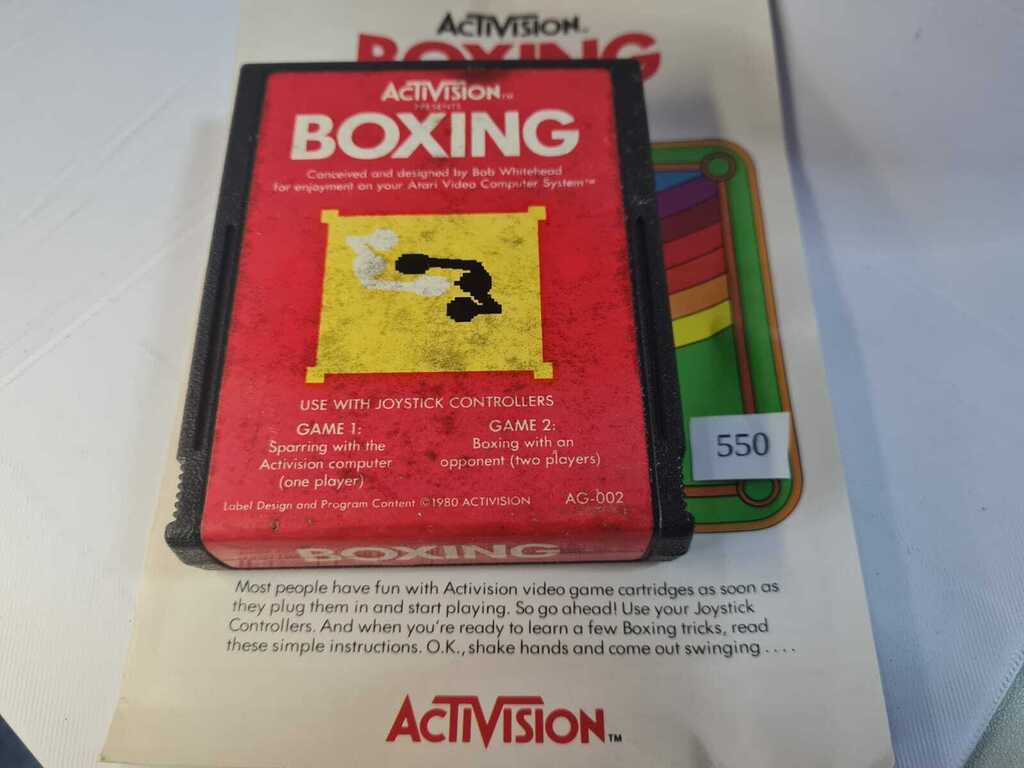 ACTIVISION™
BOXING
ACTIVISION™
PRESENTS
BOXING
Conceived and designed by Bob Whitehead
for enjoyment on your Atari Video Computer System™
USE WITH JOYSTICK CONTROLLERS
GAME 1:
Sparring with the
Activision computer
(one player)
GAME 2:
Boxing with an
opponent (two players)
Label Design and Program Content ©1980 ACTIVISION
AG-002
BOXING
550
Most people have fun with Activision video game cartridges as soon as
they plug them in and start playing. So go ahead! Use your Joystick
Controllers. And when you're ready to learn a few Boxing tricks, read
these simple instructions. O.K., shake hands and come out swinging ....
ACTIVISION™